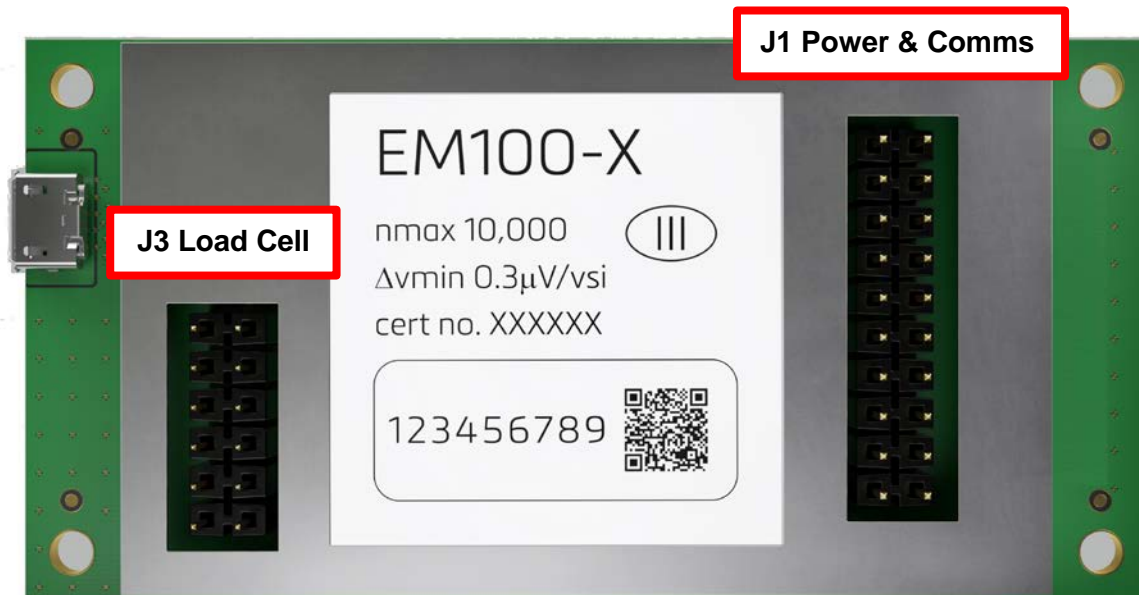 J1 Power & Comms
EM100-X
nmax 10,000
III
J3 Load Cell
Δvmin 0.3μV/vsi
cert no. XXXXXX
123456789